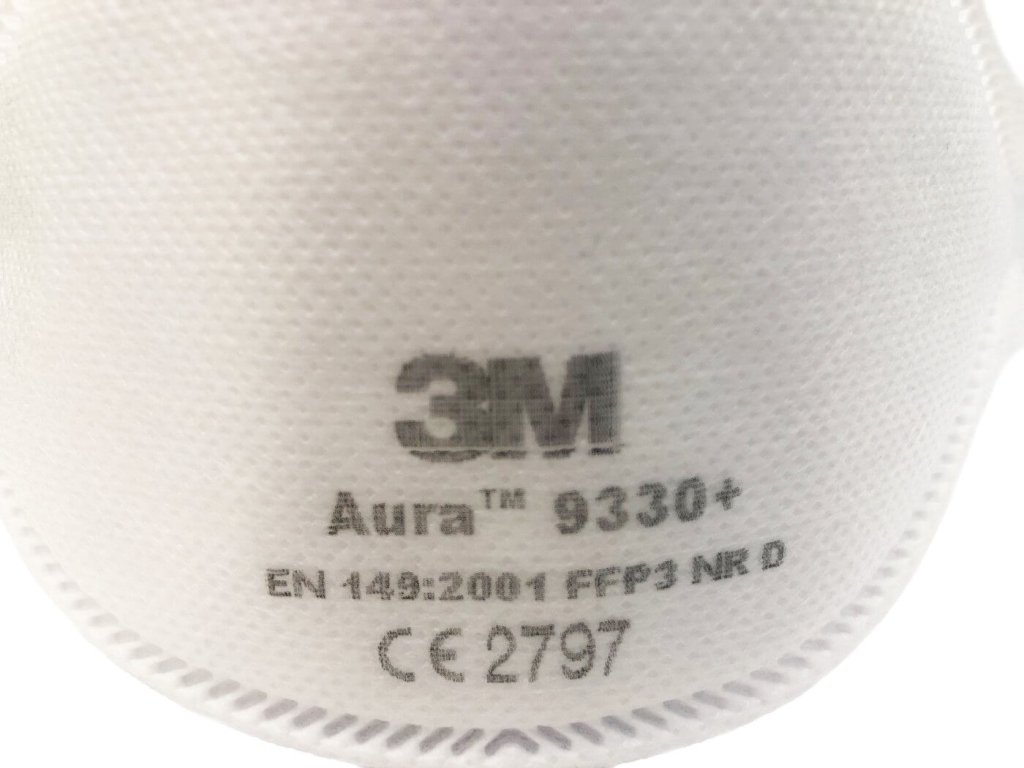 3M
Aura™ 9330+
EN 149:2001 FFP3 NR D
CE 2797